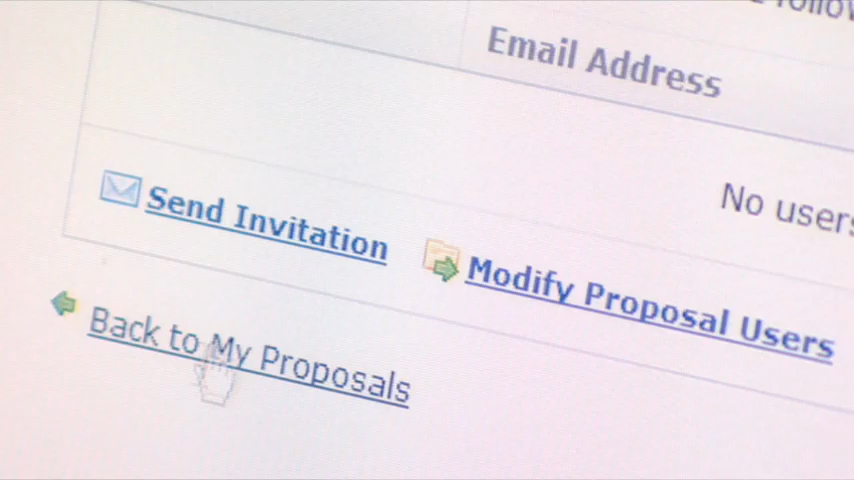 Email Address
No users
Send Invitation
Modify Proposal Users
Back to My Proposals